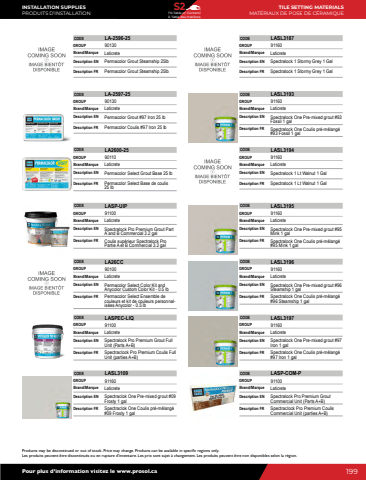 INSTALLATION SUPPLIES
PRODUITS D'INSTALLATION
S2
TILE SETTING MATERIALS
MATÉRIAUX DE POSE DE CÉRAMIQUE
IMAGE
COMING SOON
IMAGE BIENTÔT
DISPONIBLE
CODE LA-2596-25
GROUP 90100
Brand/Marque Laticrete
Description EN Permacolor Grout Steamship 25lb
Description FR Permacolor Grout Steamship 25lb
CODE LA-2597-25
GROUP 90100
Brand/Marque Laticrete
Description EN Permacolor Grout #97 Iron 25 lb
Description FR Permacolor Coulis #97 Iron 25 lb
CODE LA2600-25
GROUP 90110
Brand/Marque Laticrete
Description EN Permacolor Select Grout Base 25 lb
Description FR Permacolor Select Base de coulis
25 lb
CODE LASP-UIP
GROUP 91100
Brand/Marque Laticrete
Description EN Spectralock Pro Premium Grout Part
A and B Commercial 3.2 gal
Description FR Coulis supérieur Spectralock Pro
Partie A et B Commercial 3.2 gal
IMAGE
COMING SOON
IMAGE BIENTÔT
DISPONIBLE
CODE LA26CC
GROUP 90100
Brand/Marque Laticrete
Description EN Permacolor Select Color Kit and
Anycolor Custom Color Kit - 0.5 lb
Description FR Permacolor Select Ensemble de
couleurs et kit de couleurs personnal-
isées Anycolor - 0.5 lb
CODE LASPEC-LIQ
GROUP 91100
Brand/Marque Laticrete
Description EN Spectralock Pro Premium Grout Full
Unit (Parts A+B)
Description FR Spectraclock Pro Premium Coulis Full
Unit (parties A+B)
CODE LASL3109
GROUP 91160
Brand/Marque Laticrete
Description EN Spectraclok One Pre-mixed grout #09
Frosty 1 gal
Description FR Spectraclok One Coulis pré-mélangé
#09 Frosty 1 gal
IMAGE
COMING SOON
IMAGE BIENTÔT
DISPONIBLE
CODE LASL3187
GROUP 91160
Brand/Marque Laticrete
Description EN Spectralock 1 Stormy Grey 1 Gal
Description FR Spectralock 1 Stormy Grey 1 Gal
CODE LASL3193
GROUP 91160
Brand/Marque Laticrete
Description EN Spectralock One Pre-mixed grout #93
Fossil 1 gal
Description FR Spectralock One Coulis pré-mélangé
#93 Fossil 1 gal
IMAGE
COMING SOON
IMAGE BIENTÔT
DISPONIBLE
CODE LASL3194
GROUP 91160
Brand/Marque Laticrete
Description EN Spectralock 1 Lt Walnut 1 Gal
Description FR Spectralock 1 Lt Walnut 1 Gal
CODE LASL3195
GROUP 91160
Brand/Marque Laticrete
Description EN Spectralock One Pre-mixed grout #95
Mink 1 gal
Description FR Spectralock One Coulis pré-mélangé
#95 Mink 1 gal
CODE LASL3196
GROUP 91160
Brand/Marque Laticrete
Description EN Spectralock One Pre-mixed grout #96
Steamship 1 gal
Description FR Spectralock One Coulis pré-mélangé
#96 Steamship 1 gal
CODE LASL3197
GROUP 91160
Brand/Marque Laticrete
Description EN Spectralock One Pre-mixed grout #97
Iron 1 gal
Description FR Spectralock One Coulis pré-mélangé
#97 Iron 1 gal
CODE LASP-COM-P
GROUP 91100
Brand/Marque Laticrete
Description EN Spectralock Pro Premium Grout
Commercial Unit (Parts A+B)
Description FR Spectraclock Pro Premium Coulis
Commercial Unit (parties A+B)
Products may be discontinued or out of stock. Price may change. Products can be available in specific regions only.
Les produits peuvent être discontinués ou en rupture d'inventaire. Les prix sont sujet à changement. Les produits peuvent être non disponibles selon la région.
Pour plus d'information visitez le www.prosol.ca
199